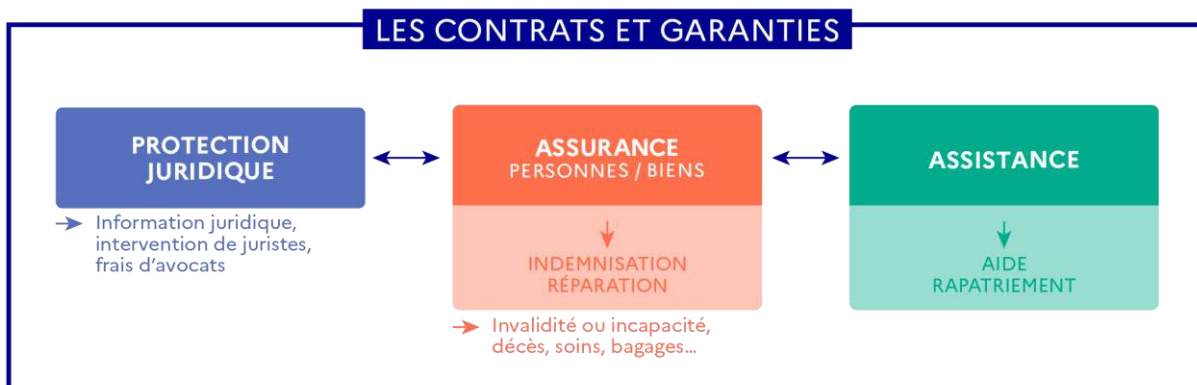 LES CONTRATS ET GARANTIES
PROTECTION
JURIDIQUE
→ Information juridique,
intervention de juristes,
frais d’avocats
ASSURANCE
PERSONNES / BIENS
INDEMNISATION
RÉPARATION
→ Invalidité ou incapacité,
décès, soins, bagages...
ASSISTANCE
AIDE
RAPATRIEMENT